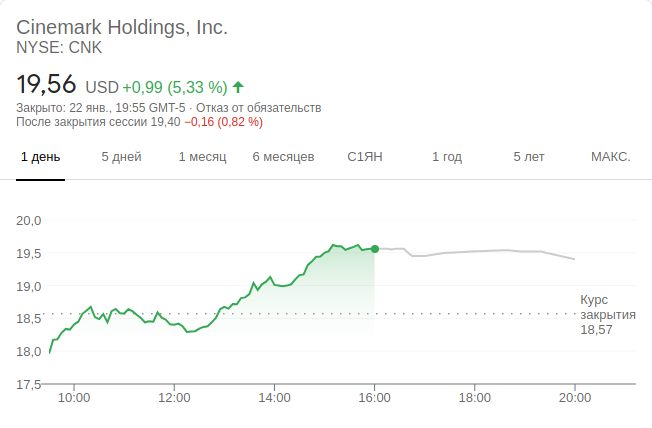 Cinemark Holdings, Inc.
NYSE: CNK
19,56 USD +0,99 (5,33 %)
Закрыто: 22 янв., 19:55 GMT-5 · Отказ от обязательств
После закрытия сессии 19,40 −0,16 (0,82 %)
1 день 5 дней 1 месяц 6 месяцев С1ЯН 1 год 5 лет МАКС.
20,0
19,5
19,0
18,5
18,0
17,5
Курс
закрытия
18,57
10:00 12:00 14:00 16:00 18:00 20:00